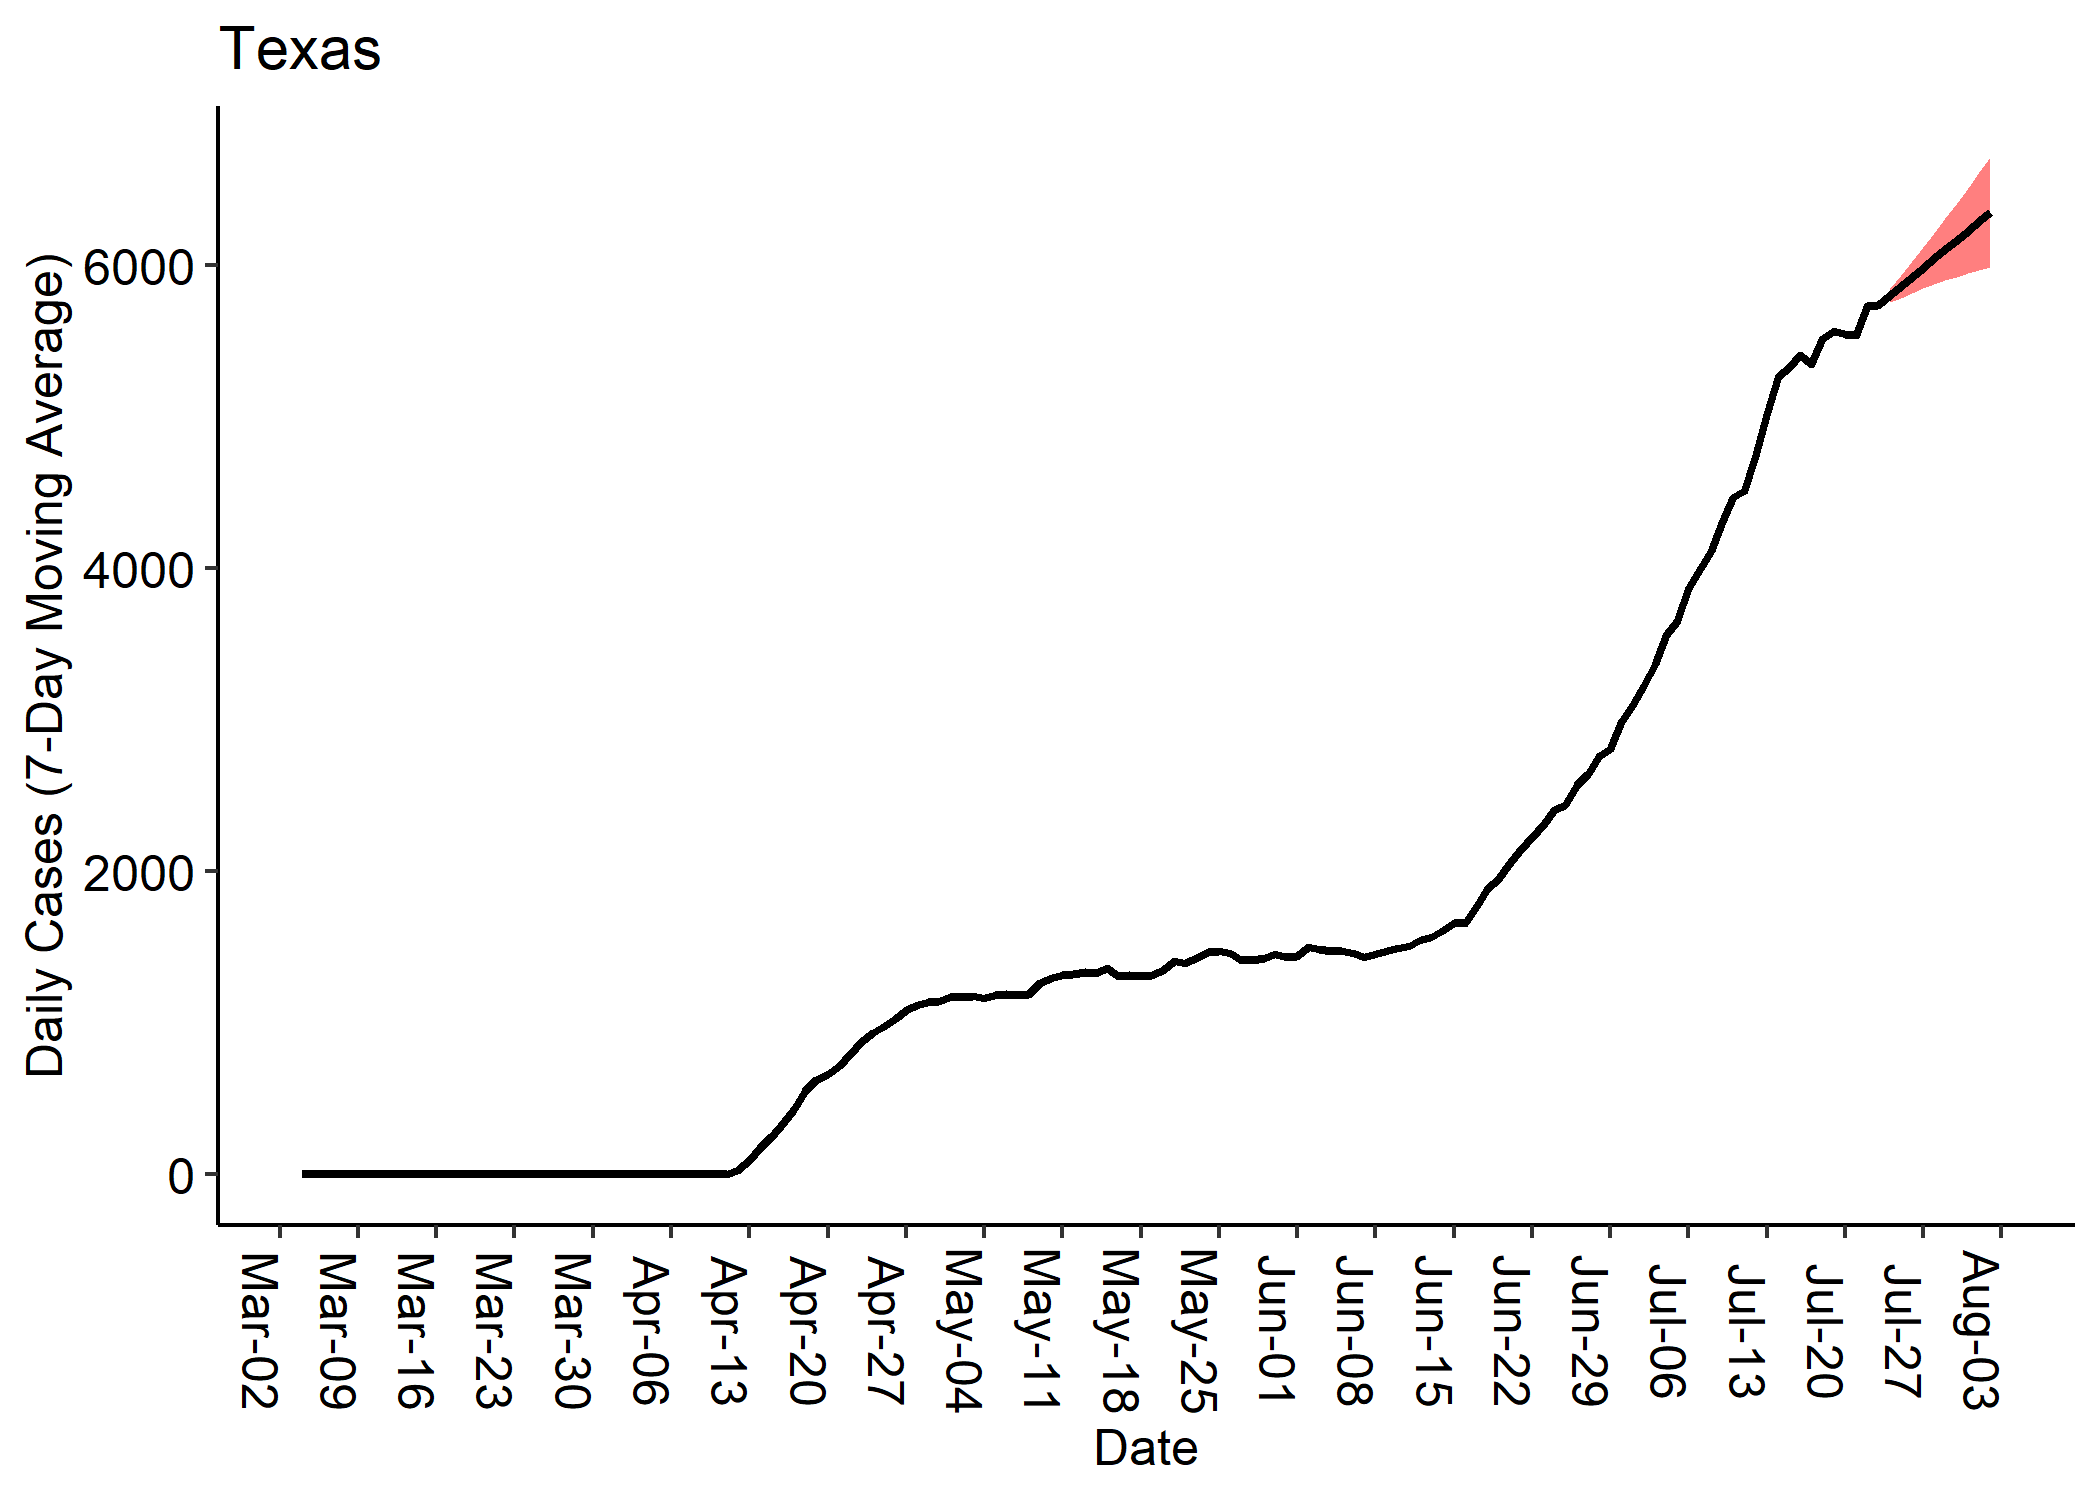 Texas
Daily Cases (7-Day Moving Average)
6000
4000
2000
0
Mar-02
Mar-09
Mar-16
Mar-23
Mar-30
Apr-06
Apr-13
Apr-20
Apr-27
May-04
May-11
May-18
May-25
Jun-01
Jun-08
Jun-15
Jun-22
Jun-29
Jul-06
Jul-13
Jul-20
Jul-27
Aug-03
Date